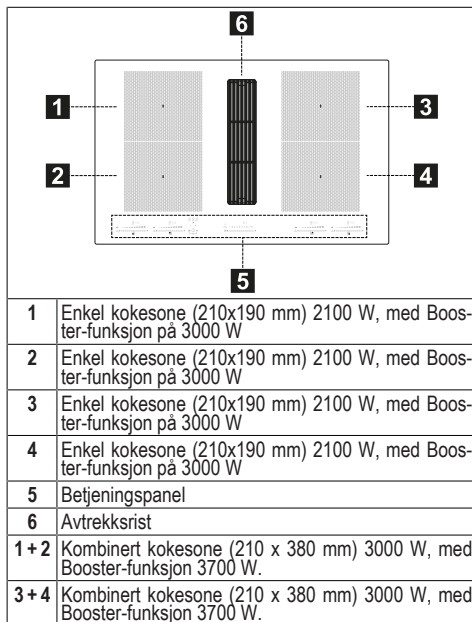 6
1
3
2
4
5
1 Enkel kokesone (210x190 mm) 2100 W, med Boos-
ter-funksjon på 3000 W
2 Enkel kokesone (210x190 mm) 2100 W, med Boos-
ter-funksjon på 3000 W
3 Enkel kokesone (210x190 mm) 2100 W, med Boos-
ter-funksjon på 3000 W
4 Enkel kokesone (210x190 mm) 2100 W, med Boos-
ter-funksjon på 3000 W
5 Betjeningspanel
6 Avtrekksrist
1 + 2 Kombinert kokesone (210 x 380 mm) 3000 W, med
Booster-funksjon 3700 W.
3 + 4 Kombinert kokesone (210 x 380 mm) 3000 W, med
Booster-funksjon 3700 W.